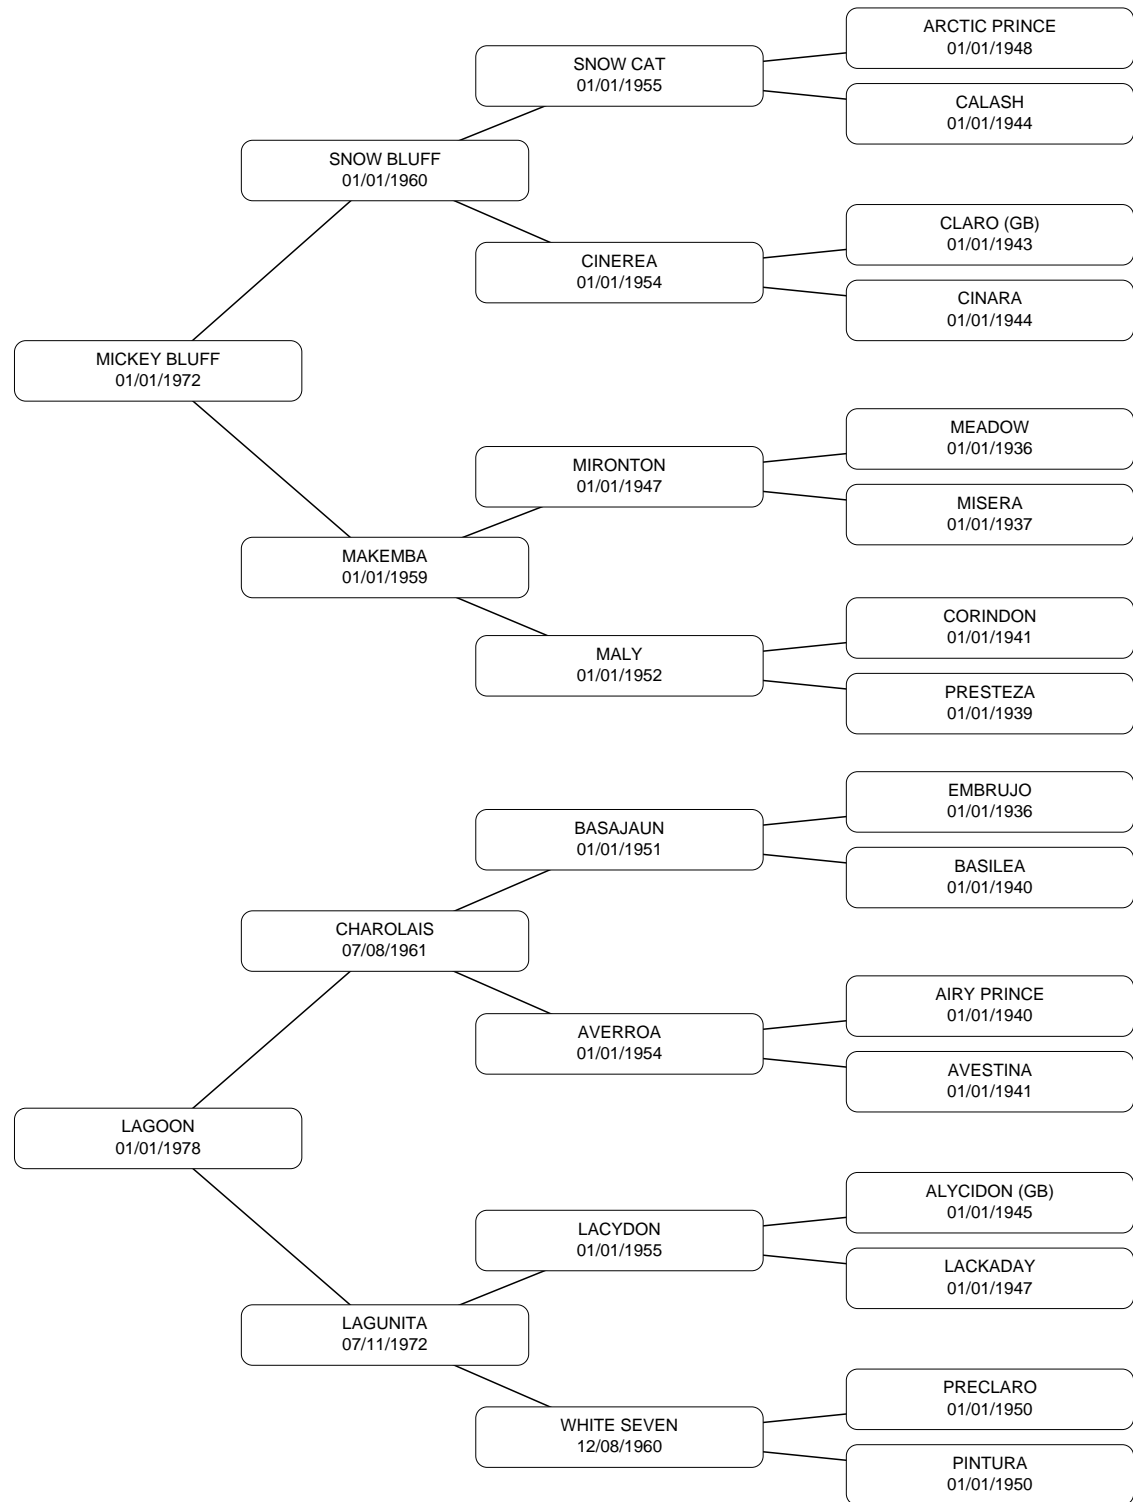 ARCTIC PRINCE
01/01/1948
SNOW CAT
01/01/1955
CALASH
01/01/1944
SNOW BLUFF
01/01/1960
CLARO (GB)
01/01/1943
CINEREA
01/01/1954
CINARA
01/01/1944
MICKEY BLUFF
01/01/1972
MEADOW
01/01/1936
MIRONTON
01/01/1947
MISERA
01/01/1937
MAKEMBA
01/01/1959
CORINDON
01/01/1941
MALY
01/01/1952
PRESTEZA
01/01/1939
EMBRUJO
01/01/1936
BASAJAUN
01/01/1951
BASILEA
01/01/1940
CHAROLAIS
07/08/1961
AIRY PRINCE
01/01/1940
AVERROA
01/01/1954
AVESTINA
01/01/1941
LAGOON
01/01/1978
ALYCIDON (GB)
01/01/1945
LACYDON
01/01/1955
LACKADAY
01/01/1947
LAGUNITA
07/11/1972
PRECLARO
01/01/1950
WHITE SEVEN
12/08/1960
PINTURA
01/01/1950